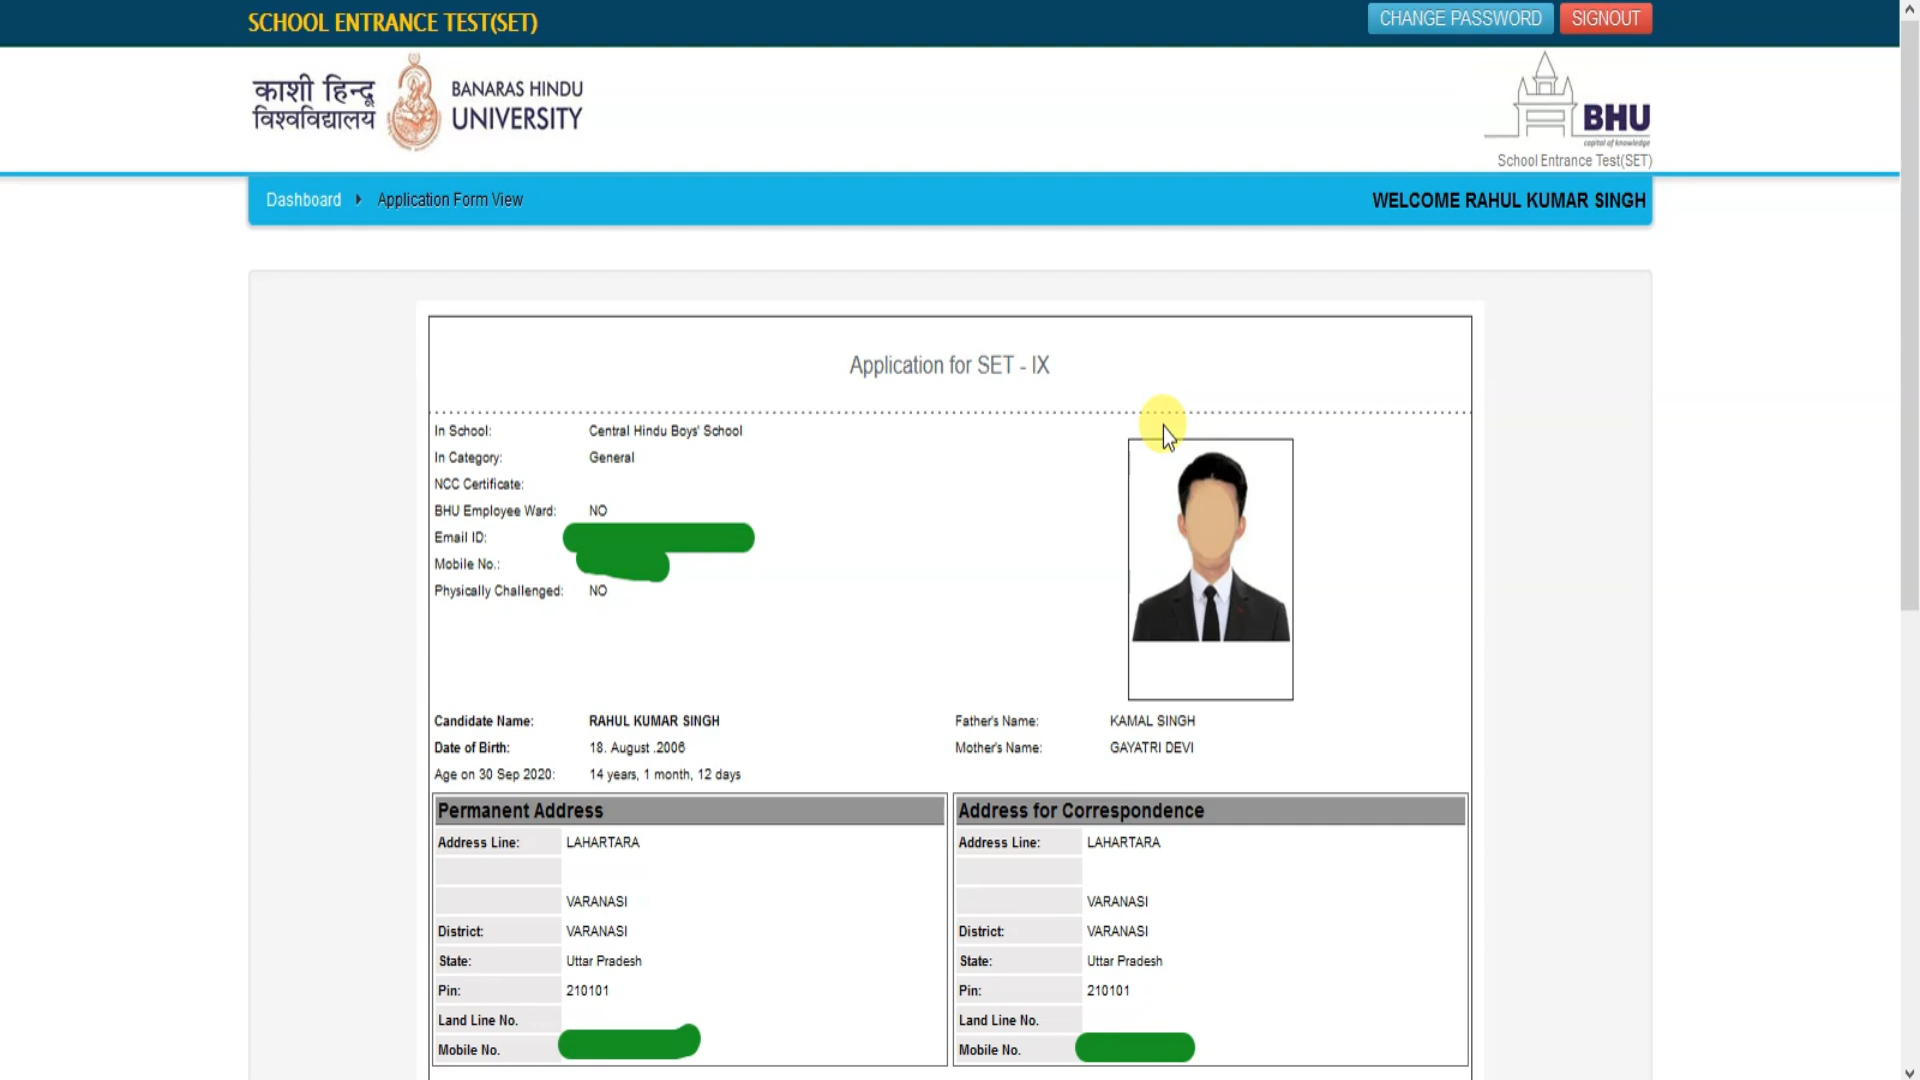 SCHOOL ENTRANCE TEST(SET)
CHANGE PASSWORD SIGNOUT
काशी हिन्दू
विश्वविद्यालय
BANARAS HINDU
UNIVERSITY
BHU
capital of knowledge
School Entrance Test(SET)
Dashboard Application Form View WELCOME RAHUL KUMAR SINGH
Application for SET - IX
In School: Central Hindu Boys' School
In Category: General
NCC Certificate:
BHU Employee Ward: NO
Email ID:
Mobile No.:
Physically Challenged: NO
Candidate Name: RAHUL KUMAR SINGH Father's Name: KAMAL SINGH
Date of Birth: 18. August .2006 Mother's Name: GAYATRI DEVI
Age on 30 Sep 2020: 14 years, 1 month, 12 days
Permanent Address
Address Line: LAHARTARA
VARANASI
District: VARANASI
State: Uttar Pradesh
Pin: 210101
Land Line No.
Mobile No.
Address for Correspondence
Address Line: LAHARTARA
VARANASI
District: VARANASI
State: Uttar Pradesh
Pin: 210101
Land Line No.
Mobile No.